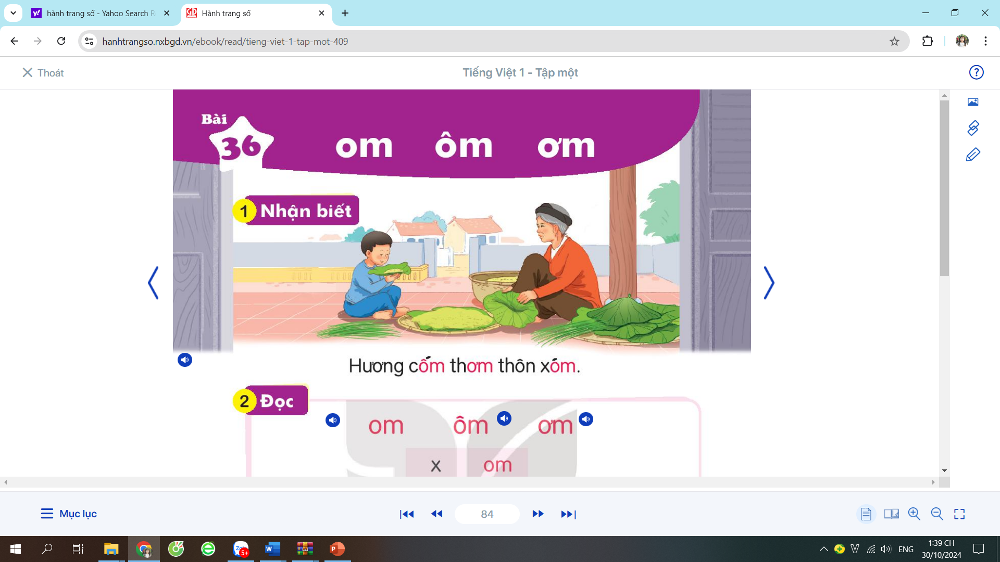 hành trang số - Yahoo Search R
Hành trang số
hanhtrangso.nxbgd.vn/ebook/read/tieng-viet-1-tap-mot-409
Thoát
Tiếng Việt 1 - Tập một
Bài
36
om ôm ơm
1 Nhận biết
Hương cốm thơm thôn xóm.
2 Đọc
om ôm ơm
x om
Mục lục
84
ENG
1:39 CH
30/10/2024
5+